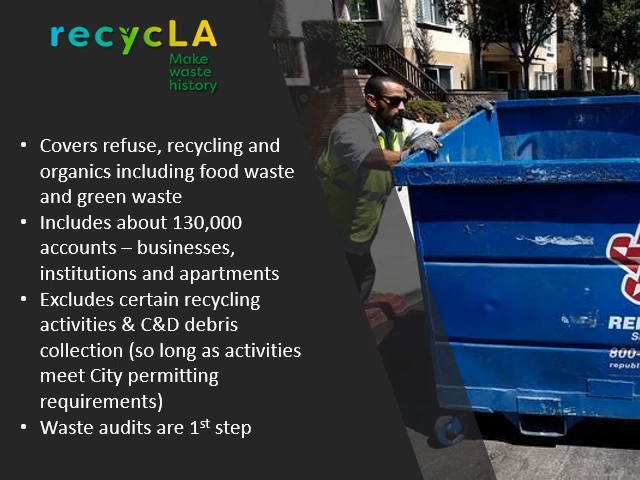 recycLA
Make
waste
history
• Covers refuse, recycling and
organics including food waste
and green waste
• Includes about 130,000
accounts – businesses,
institutions and apartments
• Excludes certain recycling
activities & C&D debris
collection (so long as activities
meet City permitting
requirements)
• Waste audits are 1st step
800-